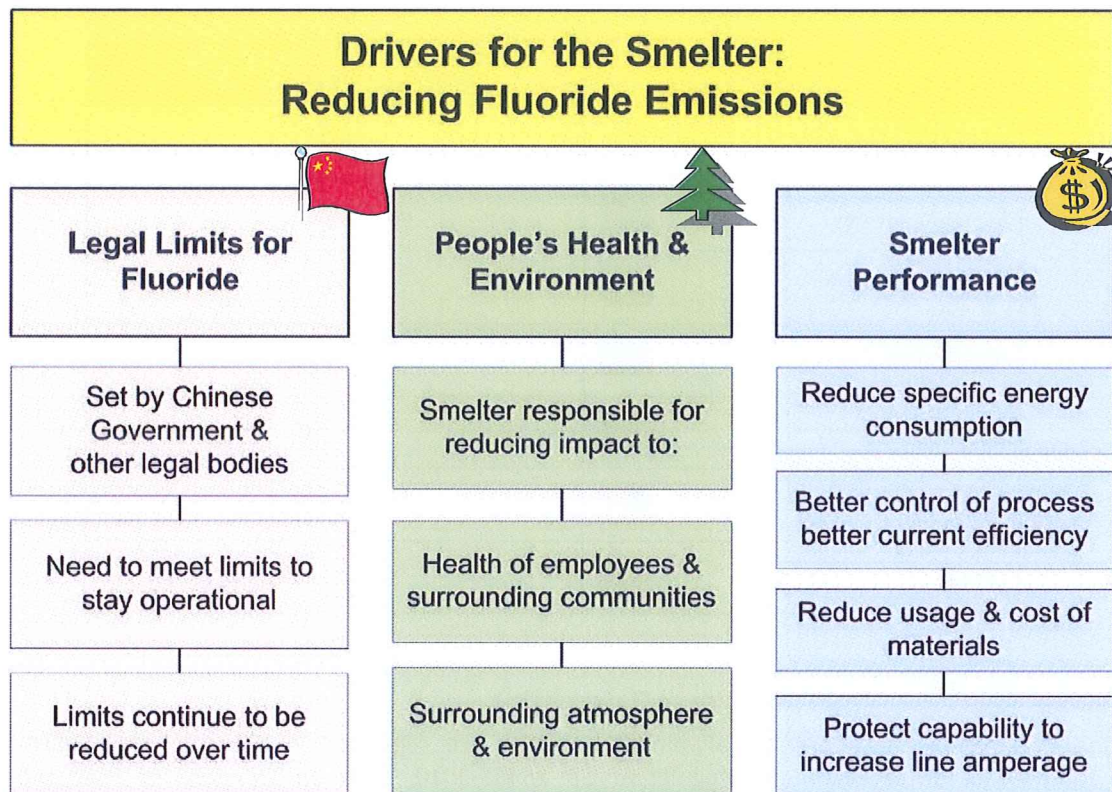 Drivers for the Smelter:
Reducing Fluoride Emissions
Legal Limits for
Fluoride
Set by Chinese
Government &
other legal bodies
Need to meet limits to
stay operational
Limits continue to be
reduced over time
People's Health &
Environment
Smelter responsible for
reducing impact to:
Health of employees &
surrounding communities
Surrounding atmosphere
& environment
$
Smelter
Performance
Reduce specific energy
consumption
Better control of process
better current efficiency
Reduce usage & cost of
materials
Protect capability to
increase line amperage